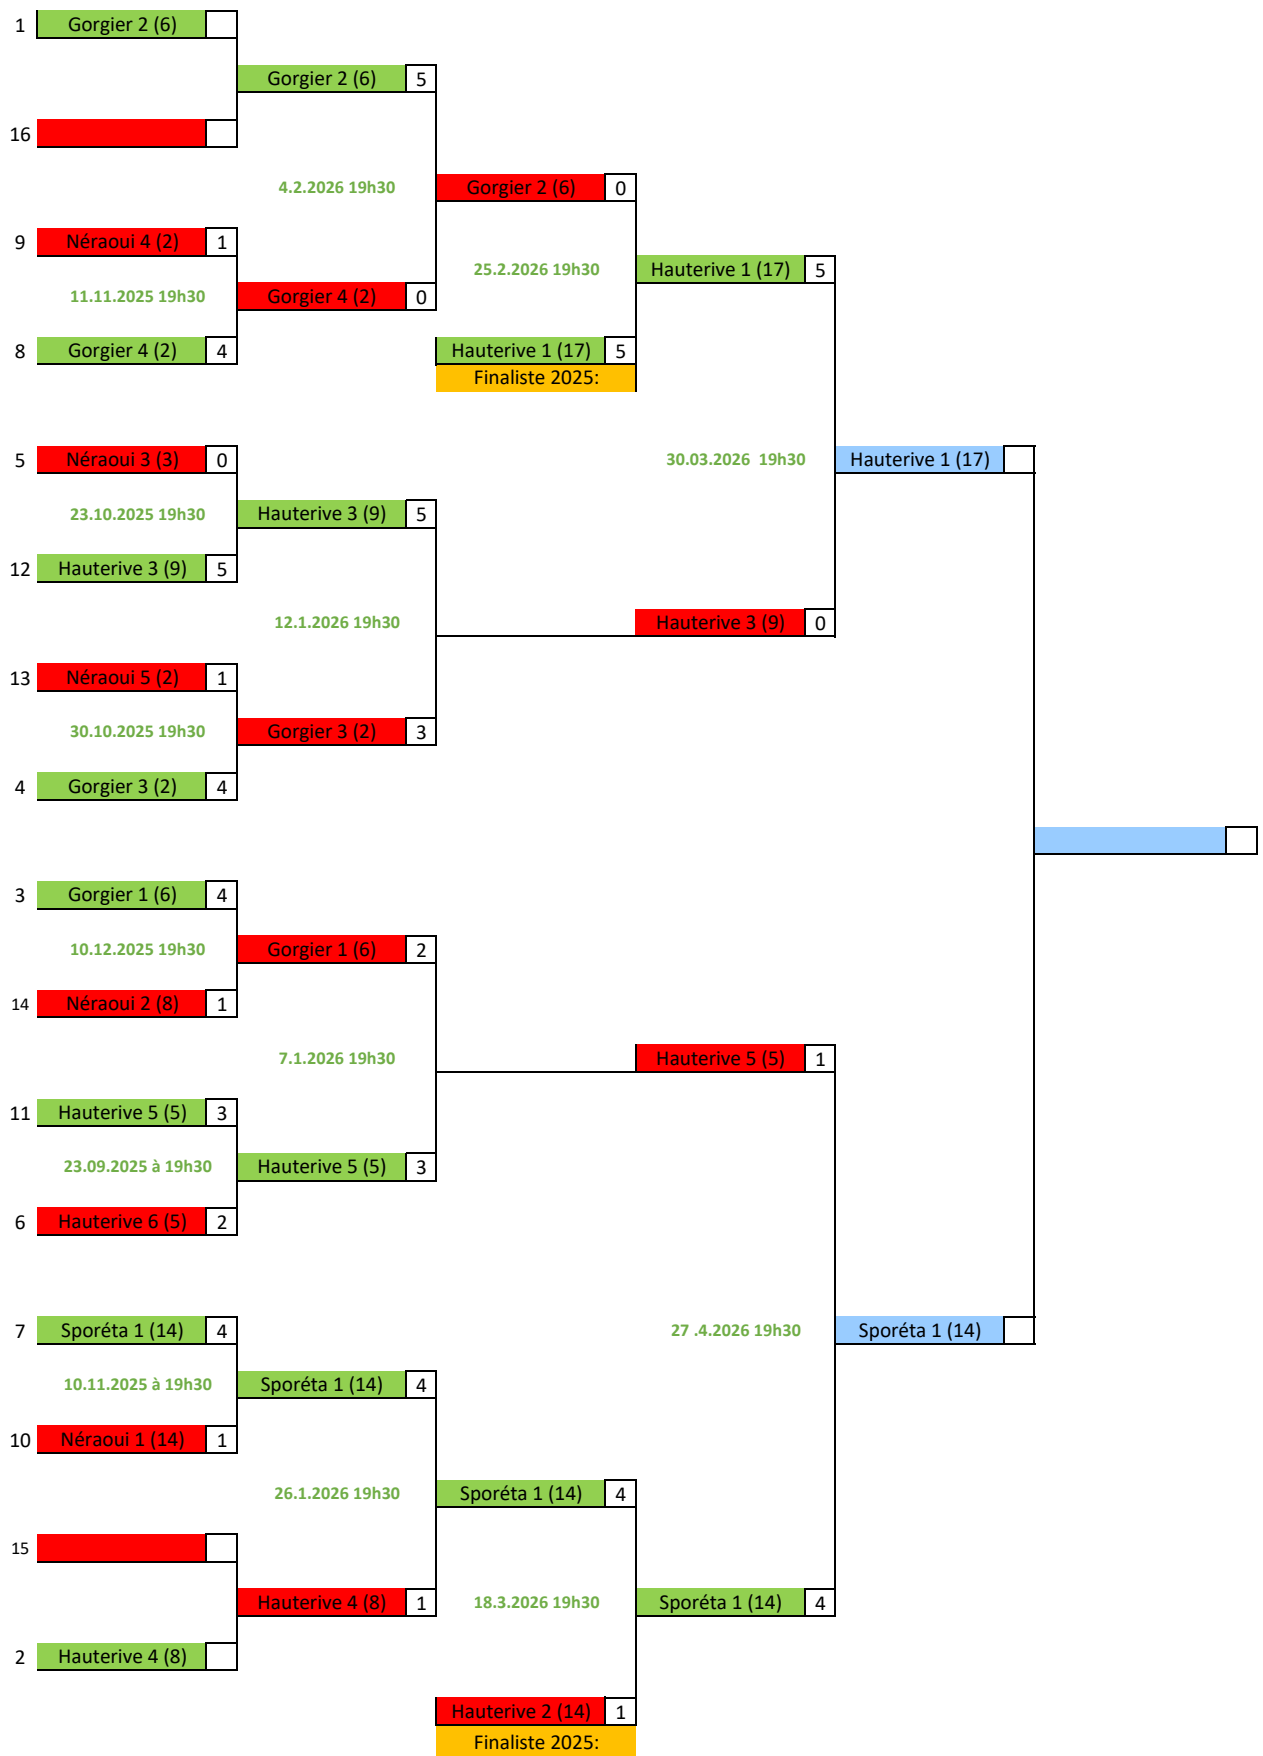 1 Gorgier 2 (6)
Gorgier 2 (6) 5
16
4.2.2026 19h30 Gorgier 2 (6) 0
9 Néraoui 4 (2) 1
25.2.2026 19h30 Hauterive 1 (17) 5
11.11.2025 19h30 Gorgier 4 (2) 0
8 Gorgier 4 (2) 4 Hauterive 1 (17) 5
Finaliste 2025:
5 Néraoui 3 (3) 0 30.03.2026 19h30 Hauterive 1 (17)
23.10.2025 19h30 Hauterive 3 (9) 5
12 Hauterive 3 (9) 5
12.1.2026 19h30 Hauterive 3 (9) 0
13 Néraoui 5 (2) 1
30.10.2025 19h30 Gorgier 3 (2) 3
4 Gorgier 3 (2) 4
3 Gorgier 1 (6) 4
10.12.2025 19h30 Gorgier 1 (6) 2
14 Néraoui 2 (8) 1
7.1.2026 19h30 Hauterive 5 (5) 1
11 Hauterive 5 (5) 3
23.09.2025 à 19h30 Hauterive 5 (5) 3
6 Hauterive 6 (5) 2
7 Sporéta 1 (14) 4 27 .4.2026 19h30 Sporéta 1 (14)
10.11.2025 à 19h30 Sporéta 1 (14) 4
10 Néraoui 1 (14) 1
26.1.2026 19h30 Sporéta 1 (14) 4
15
Hauterive 4 (8) 1 18.3.2026 19h30 Sporéta 1 (14) 4
2 Hauterive 4 (8)
Hauterive 2 (14) 1
Finaliste 2025: